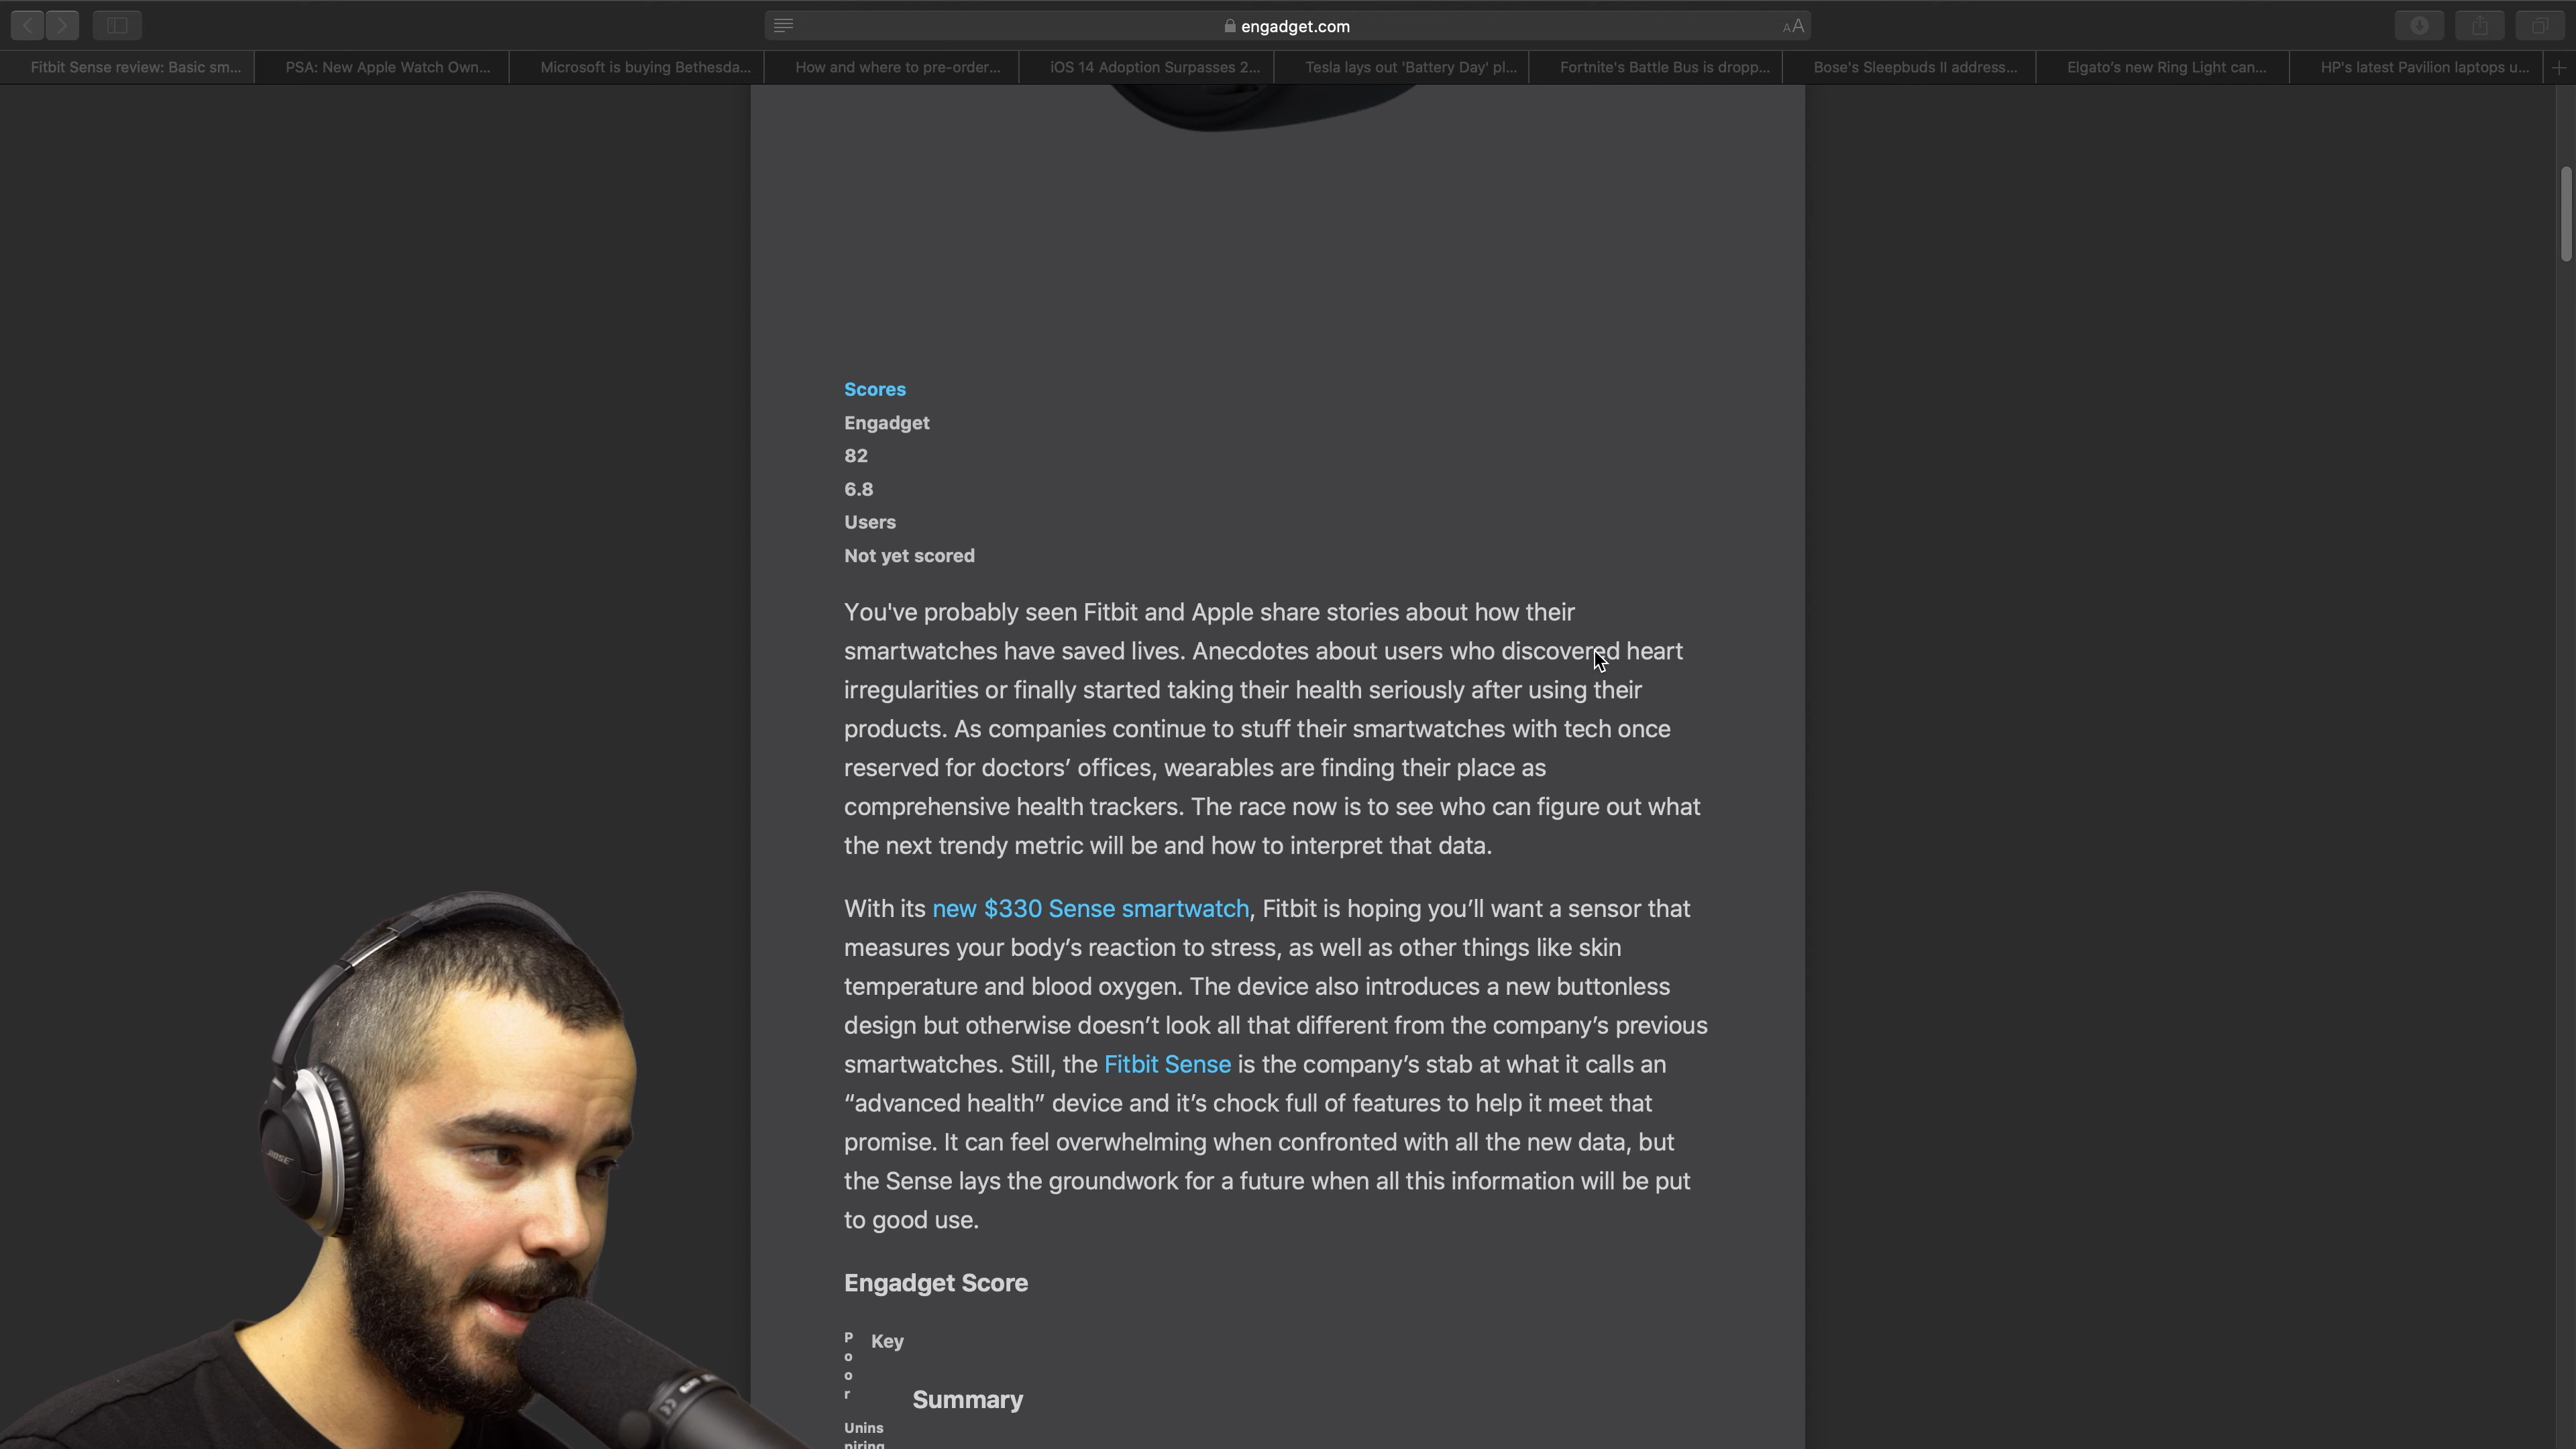 engadget.com
AA
Fitbit Sense review: Basic sm...
PSA: New Apple Watch Own...
Microsoft is buying Bethesda...
How and where to pre-order...
iOS 14 Adoption Surpasses 2...
Tesla lays out 'Battery Day' pl...
Fortnite's Battle Bus is dropp...
Bose's Sleepbuds II address...
Elgato's new Ring Light can...
HP's latest Pavilion laptops u...
Scores
Engadget
82
6.8
Users
Not yet scored
You've probably seen Fitbit and Apple share stories about how their
smartwatches have saved lives. Anecdotes about users who discovered heart
irregularities or finally started taking their health seriously after using their
products. As companies continue to stuff their smartwatches with tech once
reserved for doctors’ offices, wearables are finding their place as
comprehensive health trackers. The race now is to see who can figure out what
the next trendy metric will be and how to interpret that data.
With its new $330 Sense smartwatch, Fitbit is hoping you’ll want a sensor that
measures your body’s reaction to stress, as well as other things like skin
temperature and blood oxygen. The device also introduces a new buttonless
design but otherwise doesn’t look all that different from the company’s previous
smartwatches. Still, the Fitbit Sense is the company’s stab at what it calls an
“advanced health” device and it’s chock full of features to help it meet that
promise. It can feel overwhelming when confronted with all the new data, but
the Sense lays the groundwork for a future when all this information will be put
to good use.
Engadget Score
Poor
Key
Summary
Unins
piring
BOSE